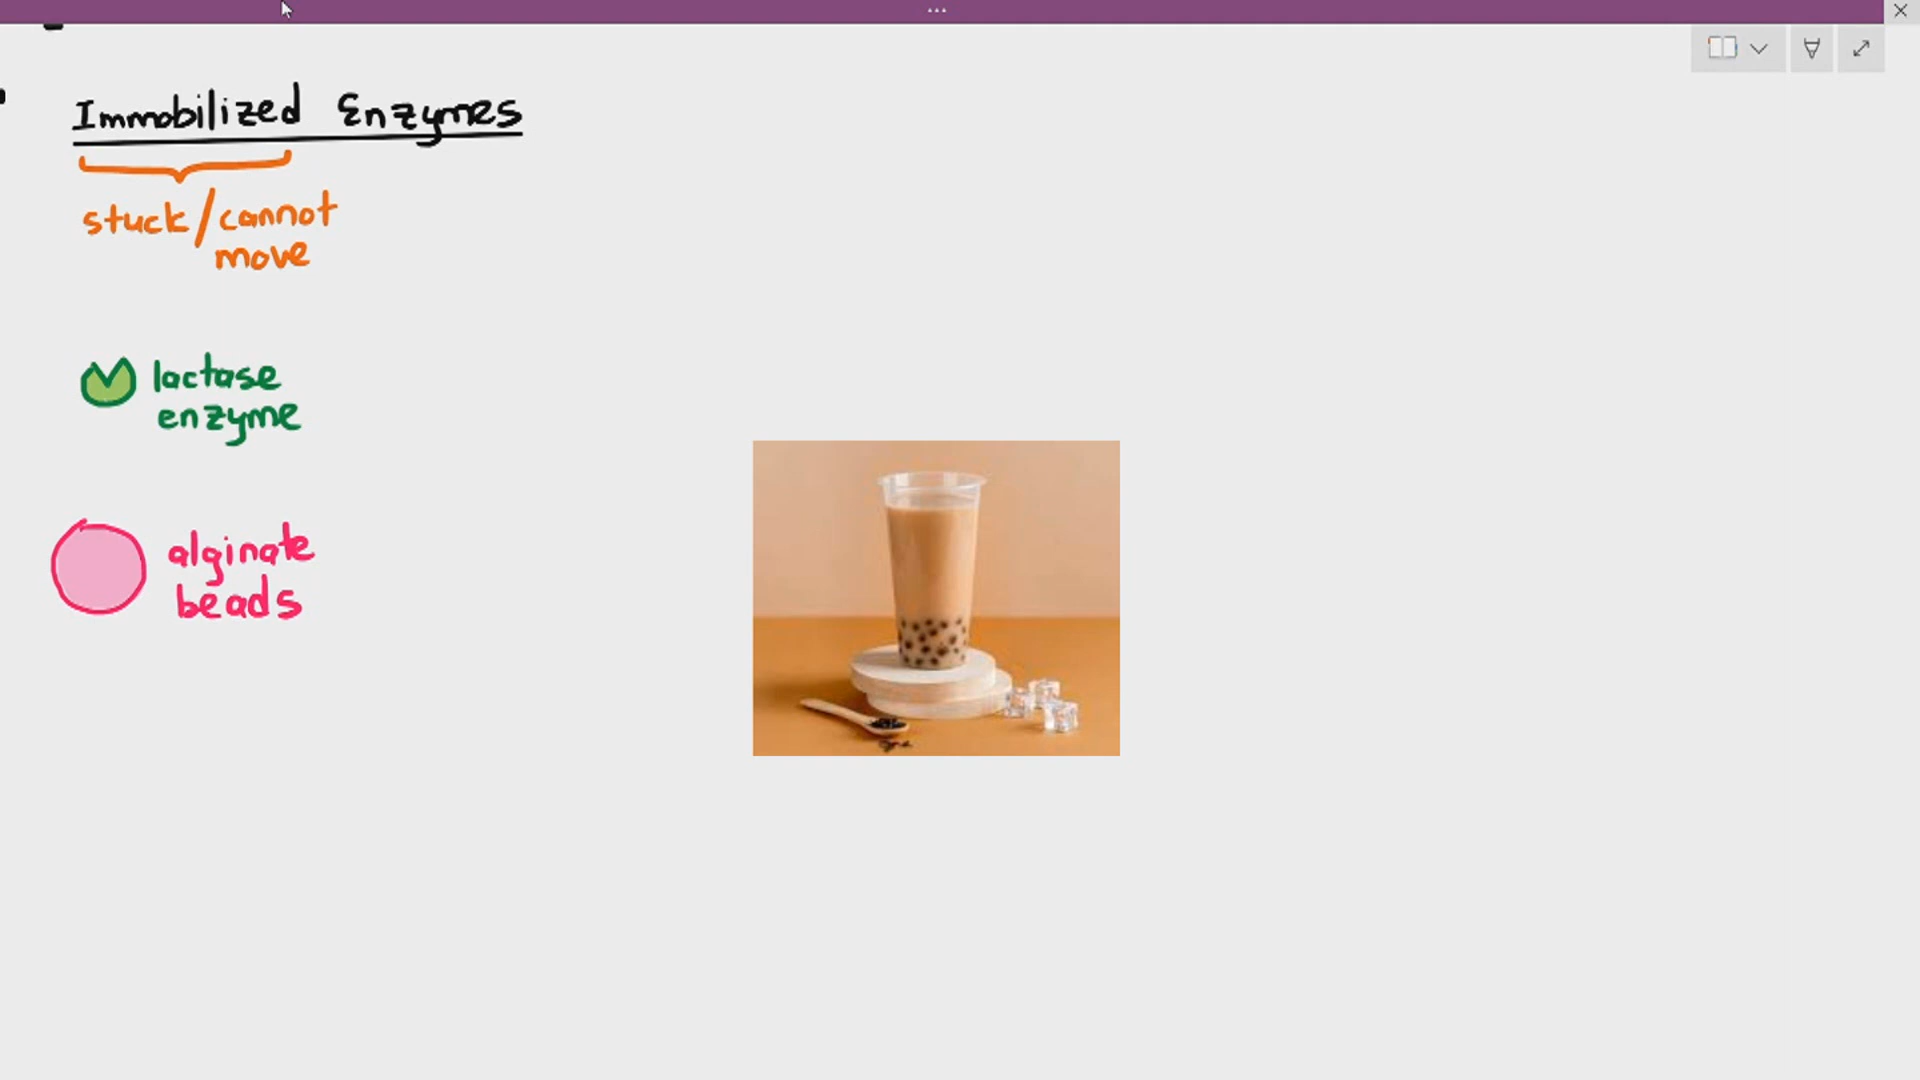 Immobilized Enzymes
stuck/cannot
move
lactase
enzyme
alginate
beads